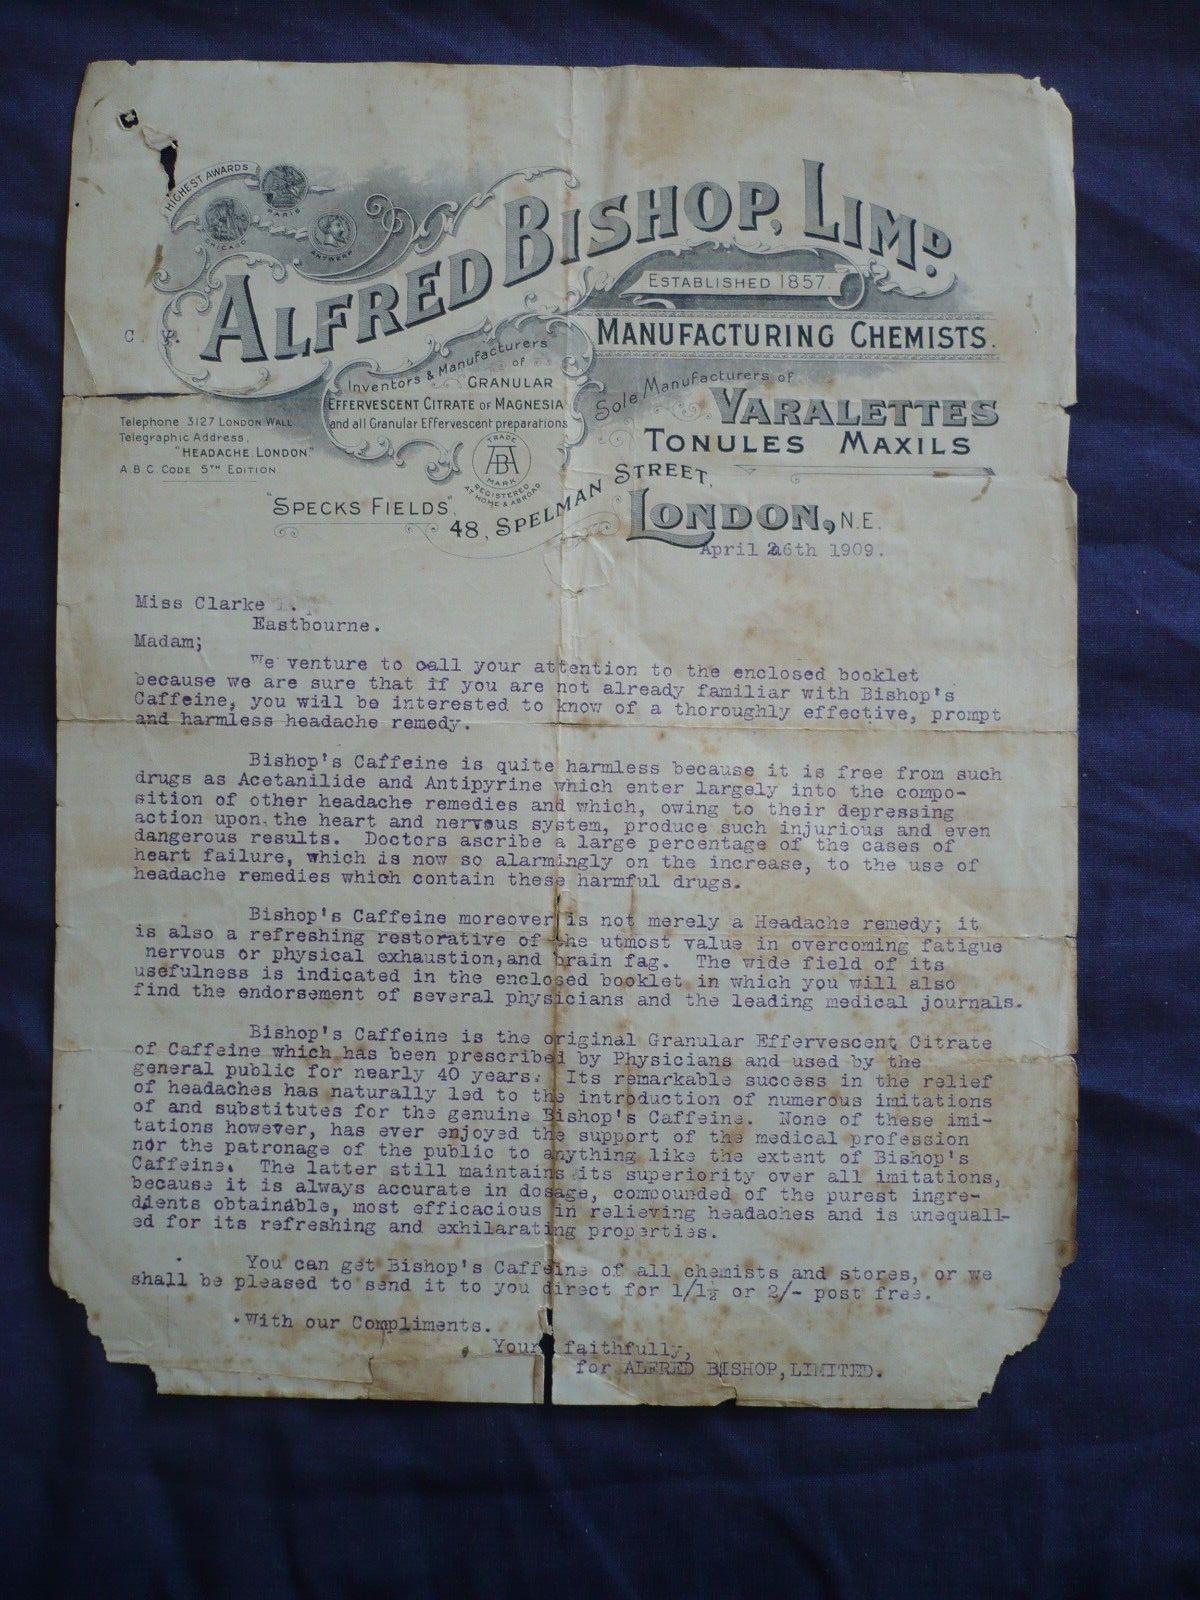 HIGHEST AWARDS
PARIS
CHICAGO
ANTWERP
ALFRED BISHOP, LIMD.
ESTABLISHED 1857.
MANUFACTURING CHEMISTS.
C.
Inventors & Manufacturers
of
GRANULAR
EFFERVESCENT CITRATE OF MAGNESIA
and all Granular Effervescent preparations
Sole Manufacturers of
VARALETTES
TONULES MAXILS
Telephone 3127 LONDON WALL
Telegraphic Address,
"HEADACHE, LONDON."
A.B.C. CODE 5TH EDITION
TRADE
ABA
MARK
REGISTERED
AT HOME & ABROAD
"SPECKS FIELDS",
48, SPELMAN STREET,
LONDON, N.E.
April 26th 1909.
Miss Clarke
Eastbourne.
Madam;
We venture to call your attention to the enclosed booklet
because we are sure that if you are not already familiar with Bishop's
Caffeine, you will be interested to know of a thoroughly effective, prompt
and harmless headache remedy.
Bishop's Caffeine is quite harmless because it is free from such
drugs as Acetanilide and Antipyrine which enter largely into the compo-
sition of other headache remedies and which, owing to their depressing
action upon the heart and nervous system, produce such injurious and even
dangerous results. Doctors ascribe a large percentage of the cases of
heart failure, which is now so alarmingly on the increase, to the use of
headache remedies which contain these harmful drugs.
Bishop's Caffeine moreover is not merely a Headache remedy; it
is also a refreshing restorative of the utmost value in overcoming fatigue
nervous or physical exhaustion,and brain fag. The wide field of its
usefulness is indicated in the enclosed booklet in which you will also
find the endorsement of several physicians and the leading medical journals.
Bishop's Caffeine is the original Granular Effervescent Citrate
of Caffeine which has been prescribed by Physicians and used by the
general public for nearly 40 years. Its remarkable success in the relief
of headaches has naturally led to the introduction of numerous imitations
of and substitutes for the genuine Bishop's Caffeine. None of these imi-
tations however, has ever enjoyed the support of the medical profession
nor the patronage of the public to anything like the extent of Bishop's
Caffeine. The latter still maintains its superiority over all imitations,
because it is always accurate in dosage, compounded of the purest ingre-
dients obtainable, most efficacious in relieving headaches and is unequall-
ed for its refreshing and exhilarating properties.
You can get Bishop's Caffeine of all chemists and stores, or we
shall be pleased to send it to you direct for 1/1½ or 2/- post free.
With our Compliments.
Your faithfully,
for ALFRED BISHOP,LIMITED.